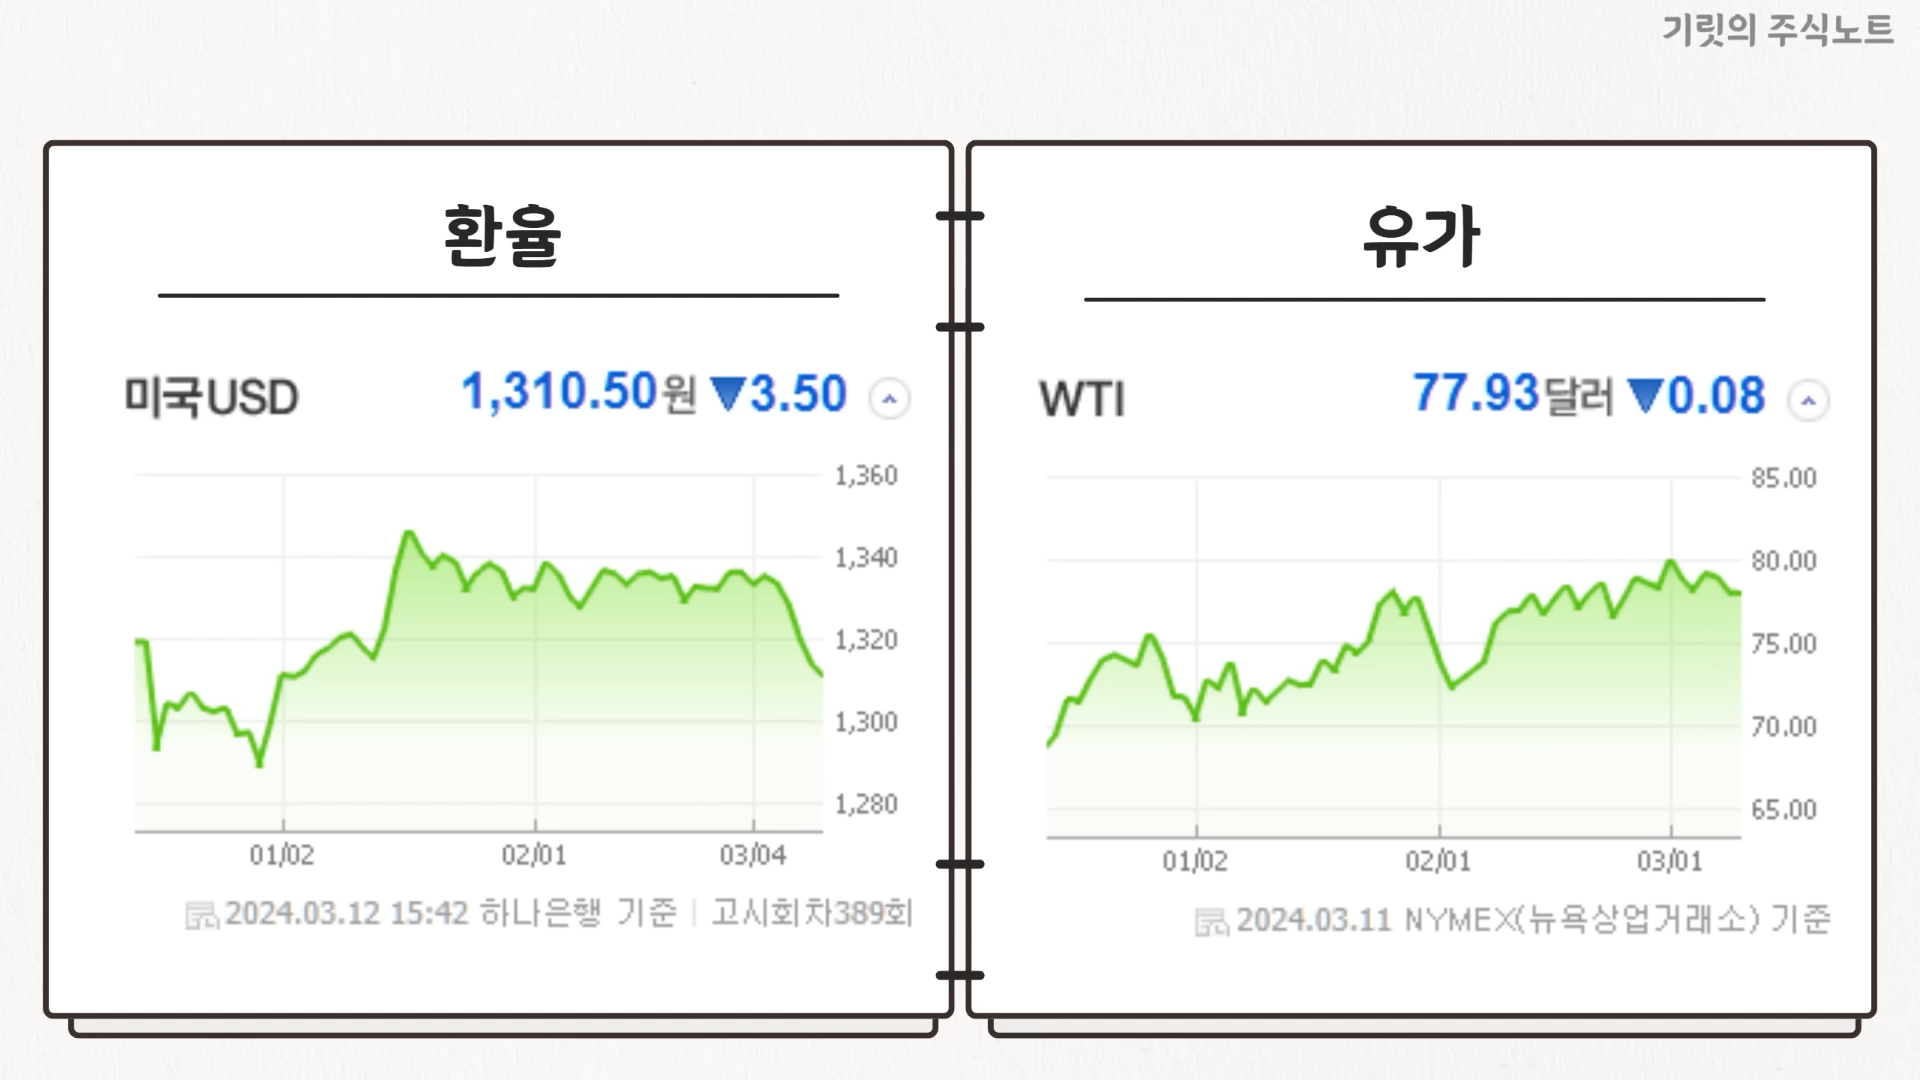 기릿의 주식노트
환율
미국USD 1,310.50원 ▼3.50
1,360
1,340
1,320
1,300
1,280
01/02 02/01 03/04
2024.03.12 15:42 하나은행 기준 | 고시회차389회
유가
WTI 77.93달러 ▼0.08
85.00
80.00
75.00
70.00
65.00
01/02 02/01 03/01
2024.03.11 NYMEX(뉴욕상업거래소) 기준